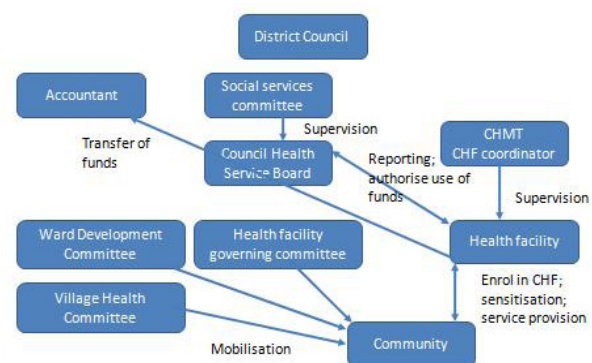 District Council
Accountant
Social services
committee
Transfer of
funds
Supervision
Council Health
Service Board
Reporting;
authorise use of
funds
CHMT
CHF coordinator
Supervision
Ward Development
Committee
Health facility
governing committee
Health facility
Village Health
Committee
Enrol in CHF;
sensitisation;
service provision
Mobilisation
Community